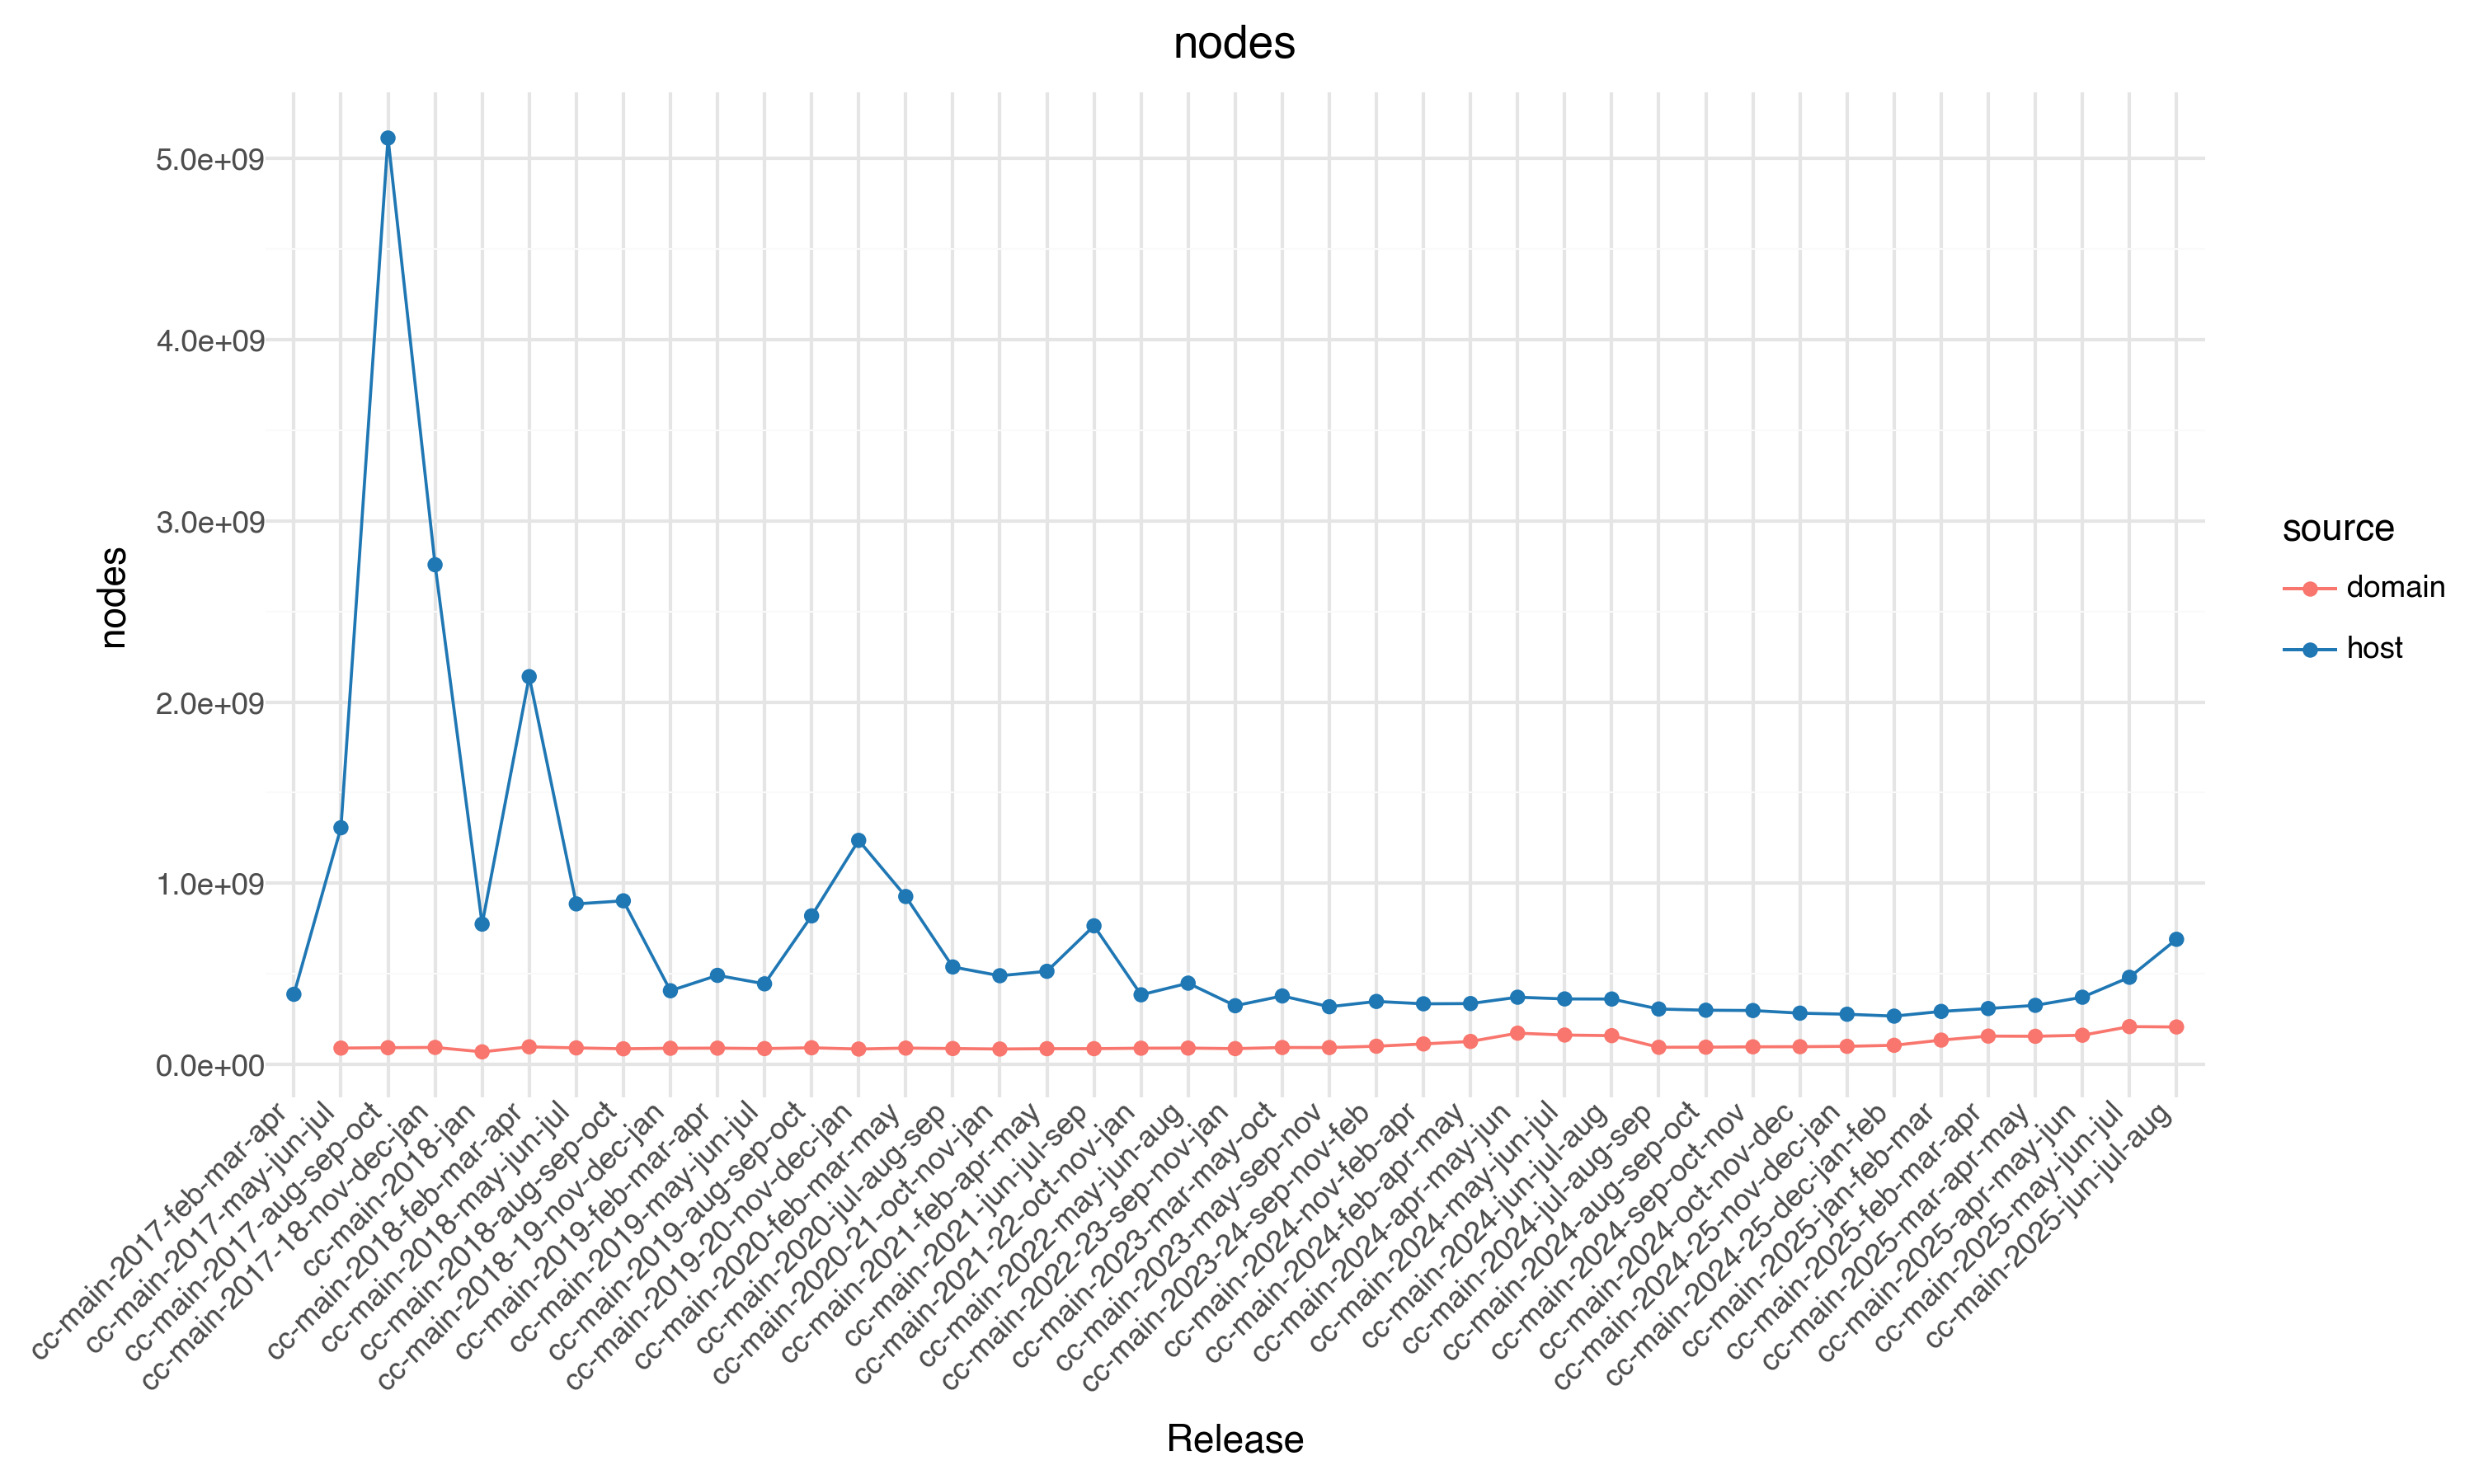 nodes
nodes
5.0e+09
4.0e+09
3.0e+09
2.0e+09
1.0e+09
0.0e+00
cc-main-2017-feb-mar-apr
cc-main-2017-may-jun-jul
cc-main-2017-aug-sep-oct
cc-main-2017-18-nov-dec-jan
cc-main-2018-jan
cc-main-2018-feb-mar-apr
cc-main-2018-may-jun-jul
cc-main-2018-aug-sep-oct
cc-main-2018-19-nov-dec-jan
cc-main-2019-feb-mar-apr
cc-main-2019-may-jun-jul
cc-main-2019-aug-sep-oct
cc-main-2019-20-nov-dec-jan
cc-main-2020-feb-mar-may
cc-main-2020-jul-aug-sep
cc-main-2020-21-oct-nov-jan
cc-main-2021-feb-apr-may
cc-main-2021-jun-jul-sep
cc-main-2021-22-oct-nov-jan
cc-main-2022-may-jun-aug
cc-main-2022-23-sep-nov-jan
cc-main-2023-mar-may-oct
cc-main-2023-may-sep-nov
cc-main-2023-24-sep-nov-feb
cc-main-2024-nov-feb-apr
cc-main-2024-feb-apr-may
cc-main-2024-apr-may-jun
cc-main-2024-may-jun-jul
cc-main-2024-jun-jul-aug
cc-main-2024-jul-aug-sep
cc-main-2024-aug-sep-oct
cc-main-2024-sep-oct-nov
cc-main-2024-oct-nov-dec
cc-main-2024-25-nov-dec-jan
cc-main-2024-25-dec-jan-feb
cc-main-2025-jan-feb-mar
cc-main-2025-feb-mar-apr
cc-main-2025-mar-apr-may
cc-main-2025-apr-may-jun
cc-main-2025-may-jun-jul
cc-main-2025-jun-jul-aug
Release
source
domain
host